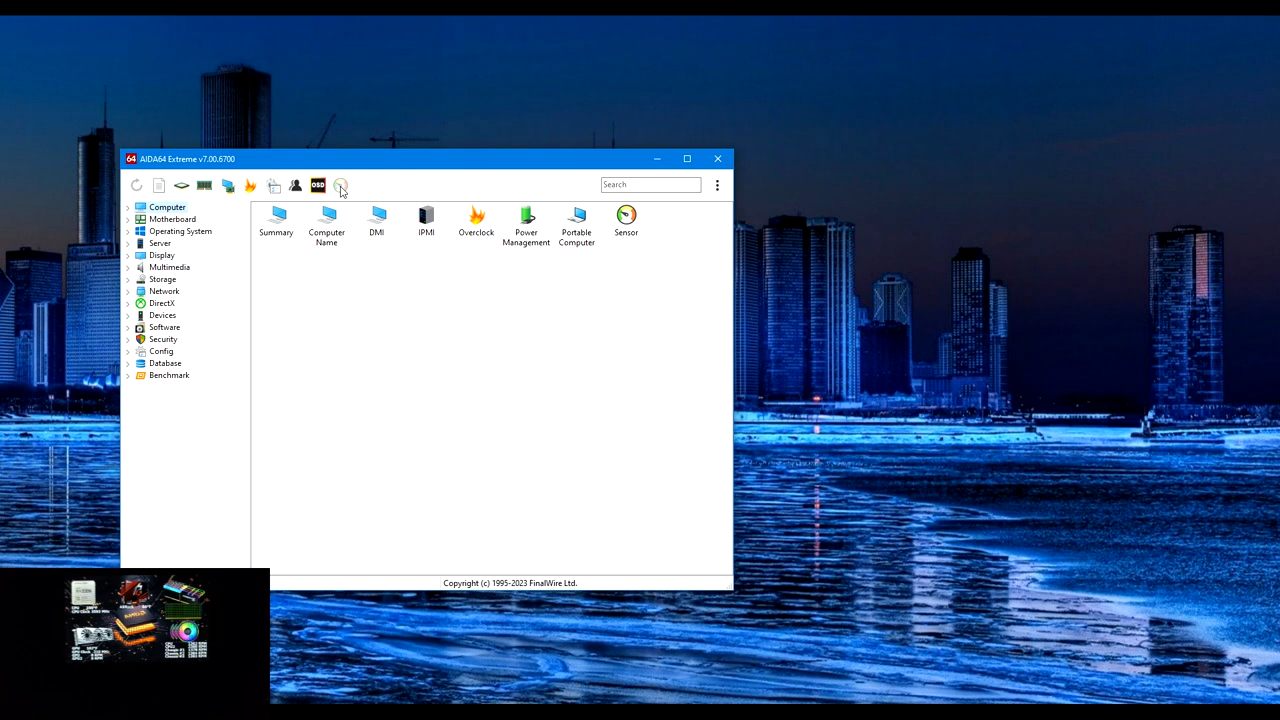 64 AIDA64 Extreme v7.00.6700
OSD
Search
Computer
Motherboard
Operating System
Server
Display
Multimedia
Storage
Network
DirectX
Devices
Software
Security
Config
Database
Benchmark
Summary
Computer
Name
DMI
IPMI
Overclock
Power
Management
Portable
Computer
Sensor
Copyright (c) 1995-2023 FinalWire Ltd.